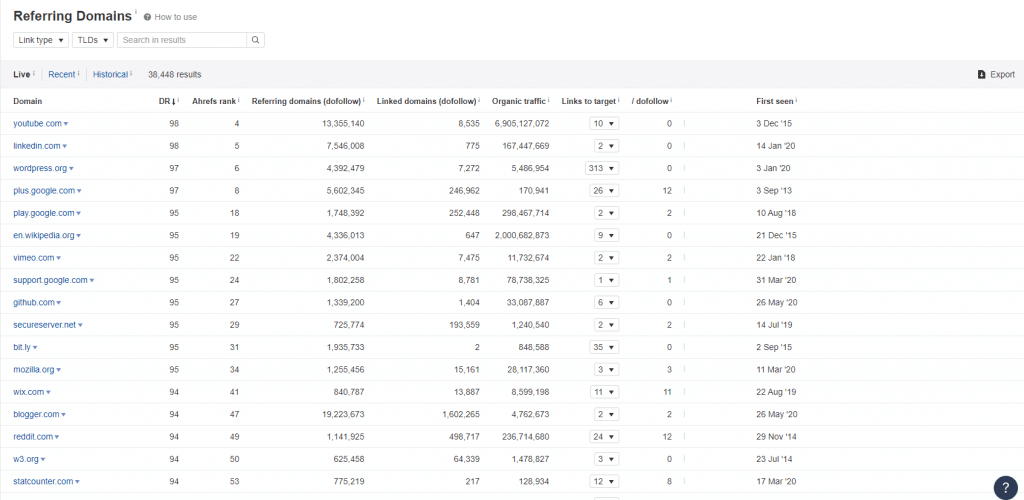 Referring Domains i ? How to use
Link type ▼ TLDs ▼ Search in results
Live i Recent i Historical i 38,448 results Export
Domain DR↓ i Ahrefs rank i Referring domains (dofollow) i Linked domains (dofollow) i Organic traffic i Links to target i / dofollow i First seen i
youtube.com 98 4 13,355,140 8,535 6,905,127,072 10 0 3 Dec '15
linkedin.com 98 5 7,546,008 775 167,447,669 2 0 14 Jan '20
wordpress.org 97 6 4,392,479 7,272 5,486,954 313 0 3 Jan '20
plus.google.com 97 8 5,602,345 246,962 170,941 26 12 3 Sep '13
play.google.com 95 18 1,748,392 252,448 298,467,714 2 2 10 Aug '18
en.wikipedia.org 95 19 4,336,013 647 2,000,682,873 9 0 21 Dec '15
vimeo.com 95 22 2,374,004 7,475 11,732,674 2 2 22 Jan '18
support.google.com 95 24 1,802,258 8,781 78,738,325 1 1 31 Mar '20
github.com 95 27 1,339,200 1,404 33,087,887 6 0 26 May '20
secureserver.net 95 29 725,774 193,559 1,240,540 2 2 14 Jul '19
bit.ly 95 31 1,935,733 2 848,588 35 0 2 Sep '15
mozilla.org 95 34 1,255,456 15,161 28,117,360 3 3 11 Mar '20
wix.com 94 41 840,787 13,887 8,599,198 11 11 22 Aug '19
blogger.com 94 47 19,223,673 1,602,265 4,762,673 2 2 26 May '20
reddit.com 94 49 1,141,925 498,717 236,714,680 24 12 29 Nov '14
w3.org 94 50 625,458 64,339 1,478,827 3 0 23 Jul '14
statcounter.com 94 53 775,219 217 128,934 12 8 17 Mar '20
?